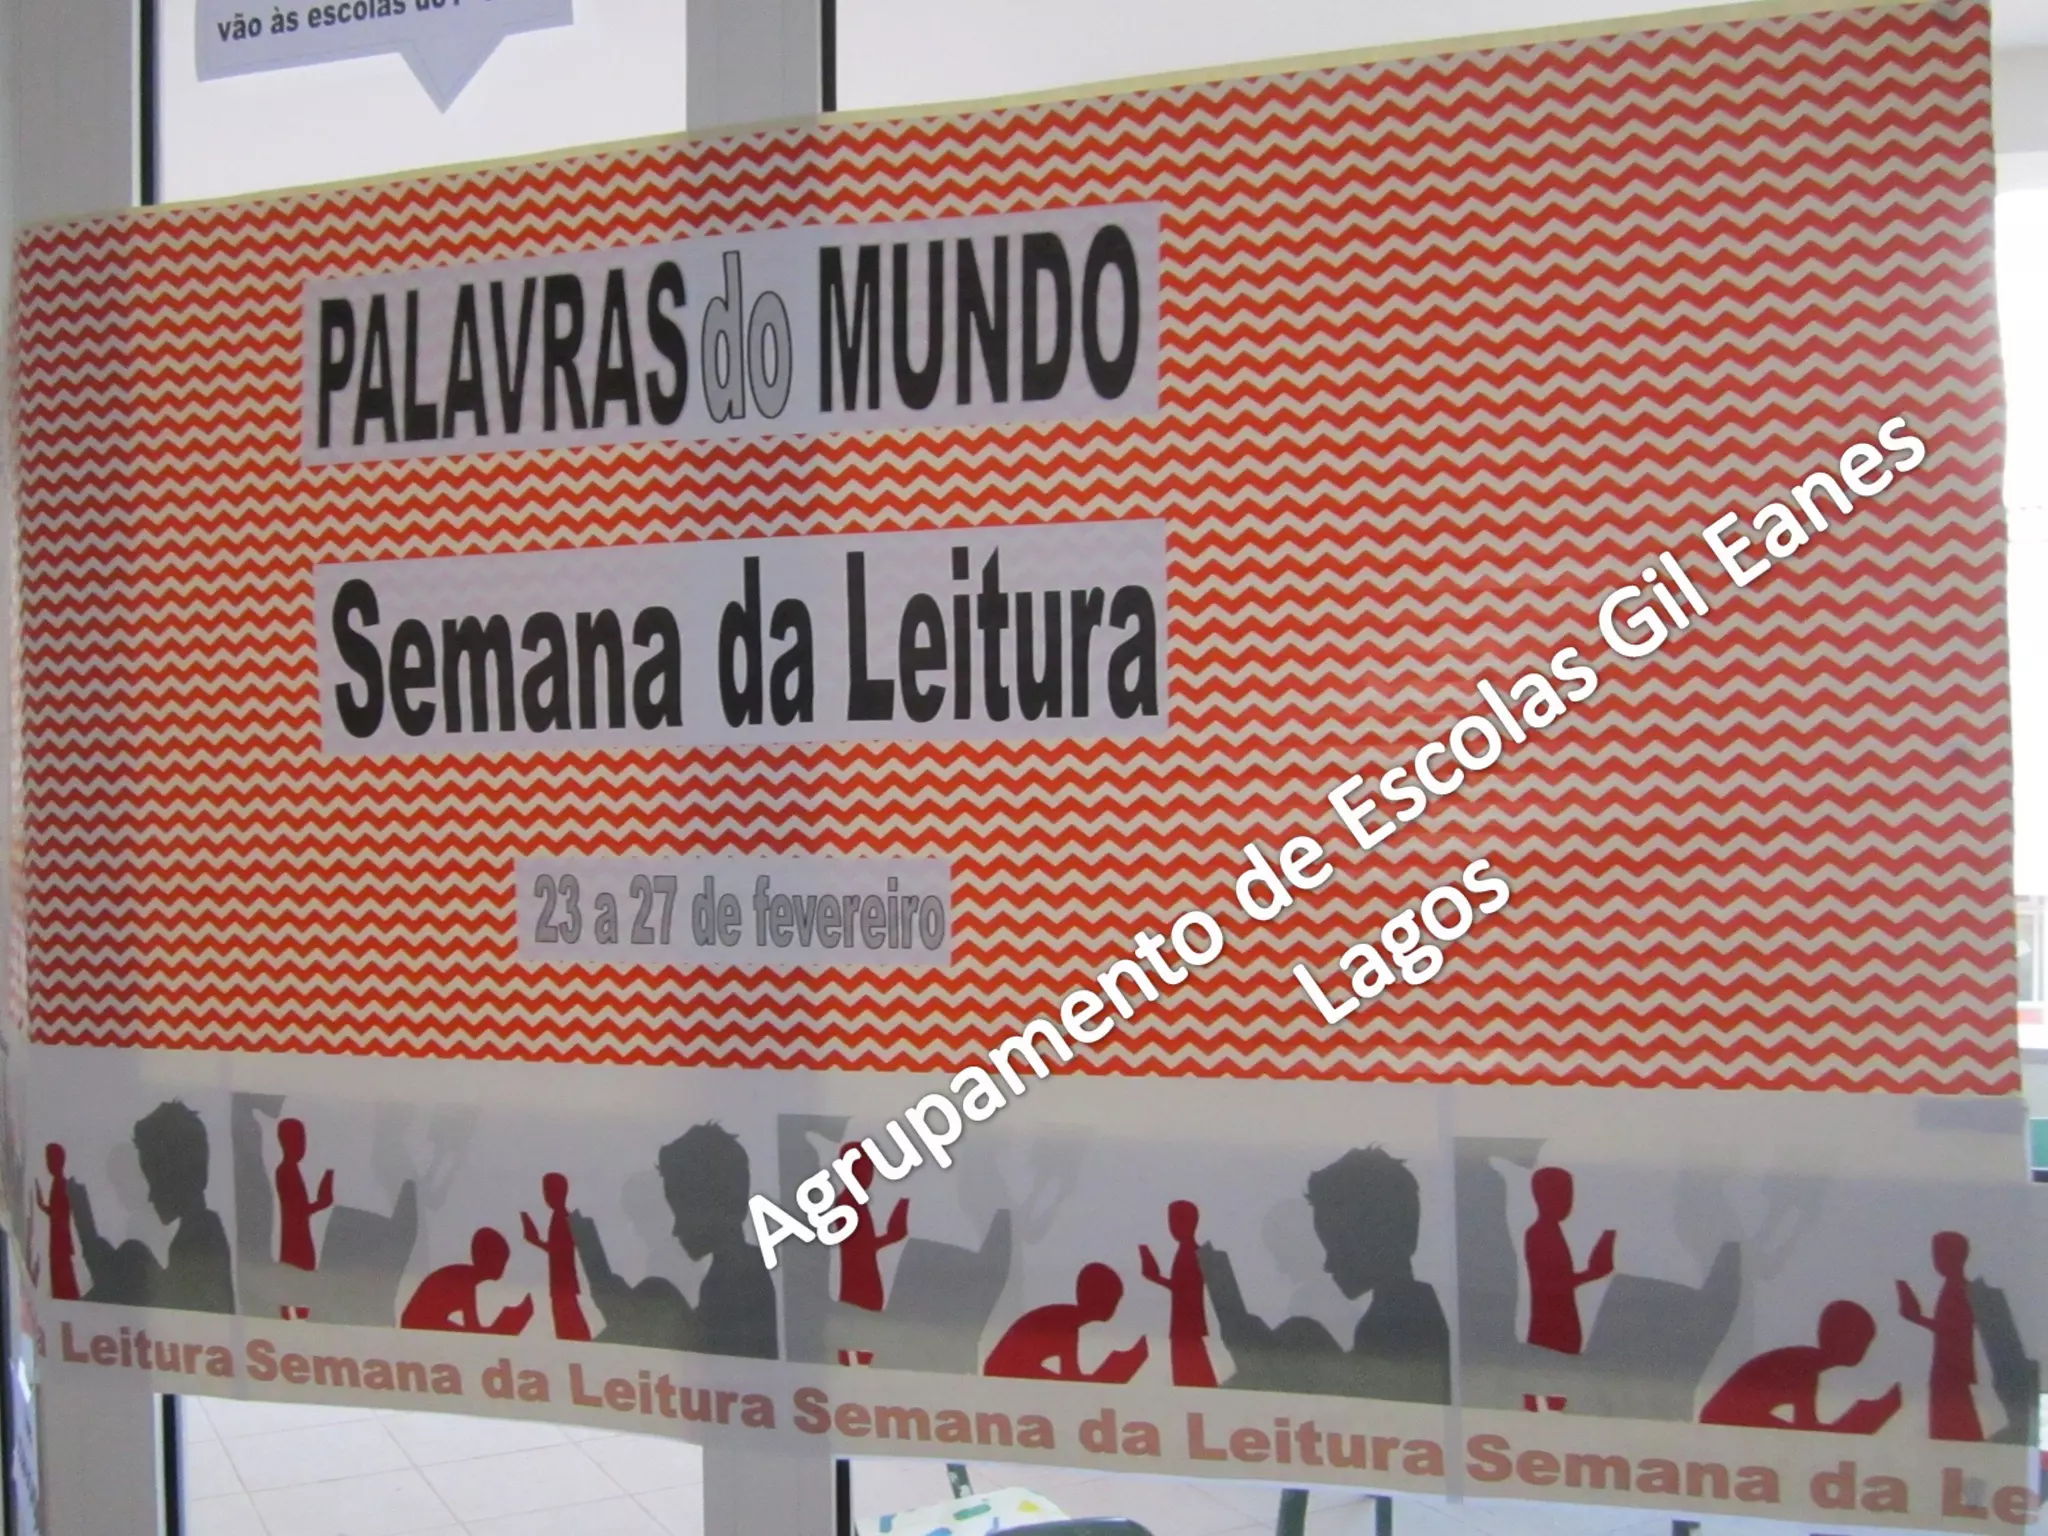 vão às escolas do
PALAVRAS do MUNDO
Semana da Leitura
23 a 27 de fevereiro
Agrupamento de Escolas Gil Eanes
Lagos
Leitura Semana da Leitura Semana da Leitura Semana da Le